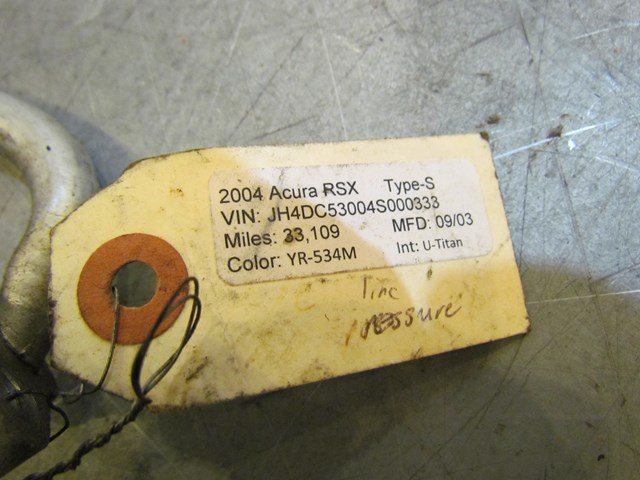 2004 Acura RSX Type-S
VIN: JH4DC53004S000333
Miles: 33,109 MFD: 09/03
Color: YR-534M Int: U-Titan
line
pressure